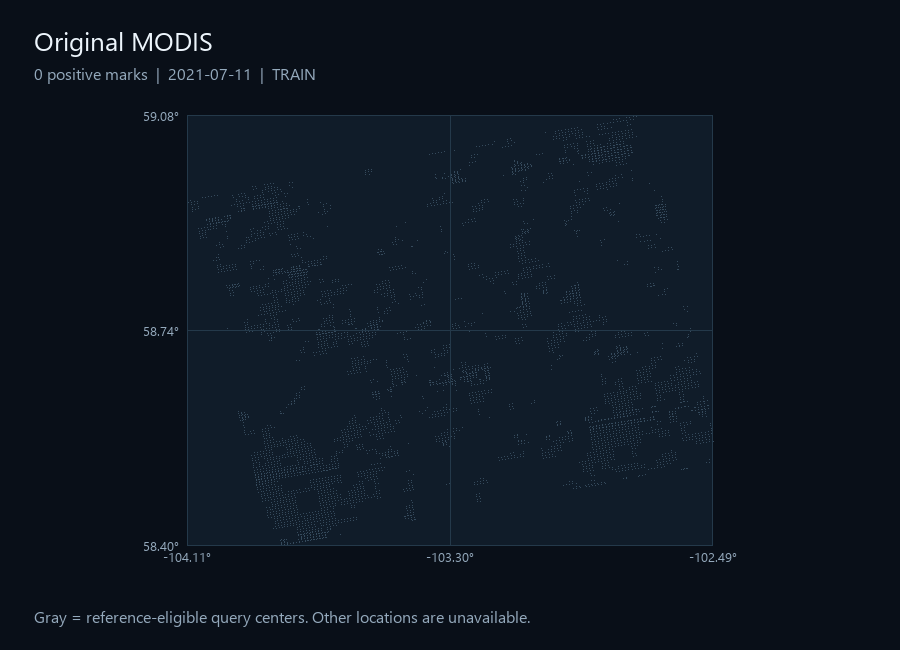 Original MODIS
0 positive marks | 2021-07-11 | TRAIN
59.08°
58.74°
58.40°
-104.11°
-103.30°
-102.49°
Gray = reference-eligible query centers. Other locations are unavailable.